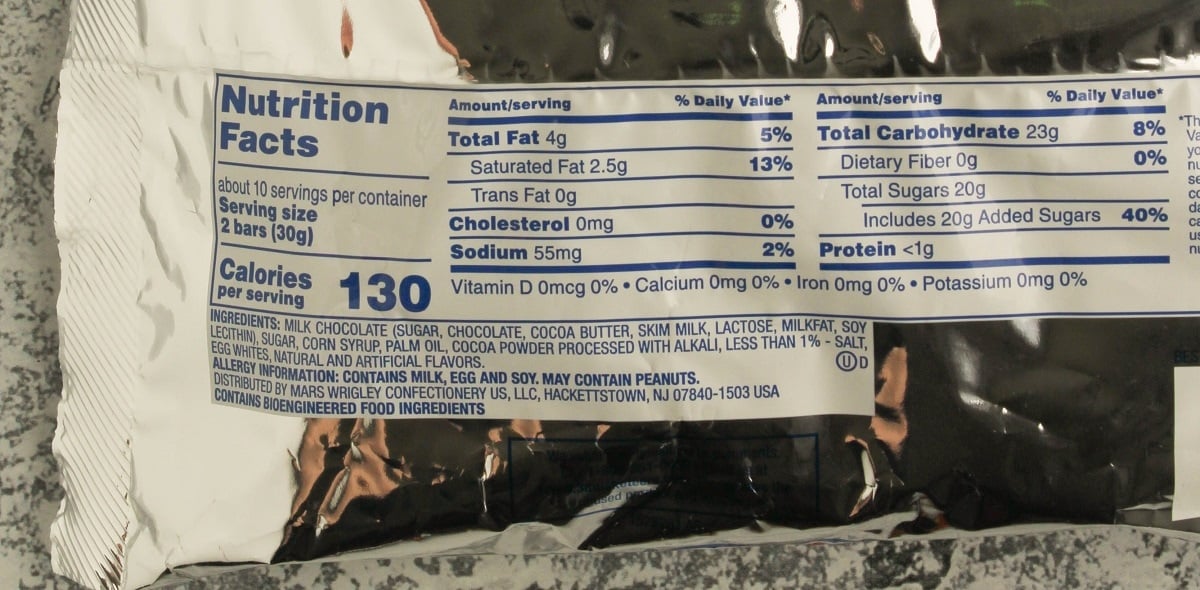 Nutrition
Facts
about 10 servings per container
Serving size
2 bars (30g)
Calories
per serving
130
Amount/serving % Daily Value*
Total Fat 4g 5%
Saturated Fat 2.5g 13%
Trans Fat 0g
Cholesterol 0mg 0%
Sodium 55mg 2%
Amount/serving % Daily Value*
Total Carbohydrate 23g 8%
Dietary Fiber 0g 0%
Total Sugars 20g
Includes 20g Added Sugars 40%
Protein <1g
Vitamin D 0mcg 0% • Calcium 0mg 0% • Iron 0mg 0% • Potassium 0mg 0%
INGREDIENTS: MILK CHOCOLATE (SUGAR, CHOCOLATE, COCOA BUTTER, SKIM MILK, LACTOSE, MILKFAT, SOY
LECITHIN), SUGAR, CORN SYRUP, PALM OIL, COCOA POWDER PROCESSED WITH ALKALI, LESS THAN 1% - SALT,
EGG WHITES, NATURAL AND ARTIFICIAL FLAVORS.
ALLERGY INFORMATION: CONTAINS MILK, EGG AND SOY. MAY CONTAIN PEANUTS.
DISTRIBUTED BY MARS WRIGLEY CONFECTIONERY US, LLC, HACKETTSTOWN, NJ 07840-1503 USA
CONTAINS BIOENGINEERED FOOD INGREDIENTS
U D